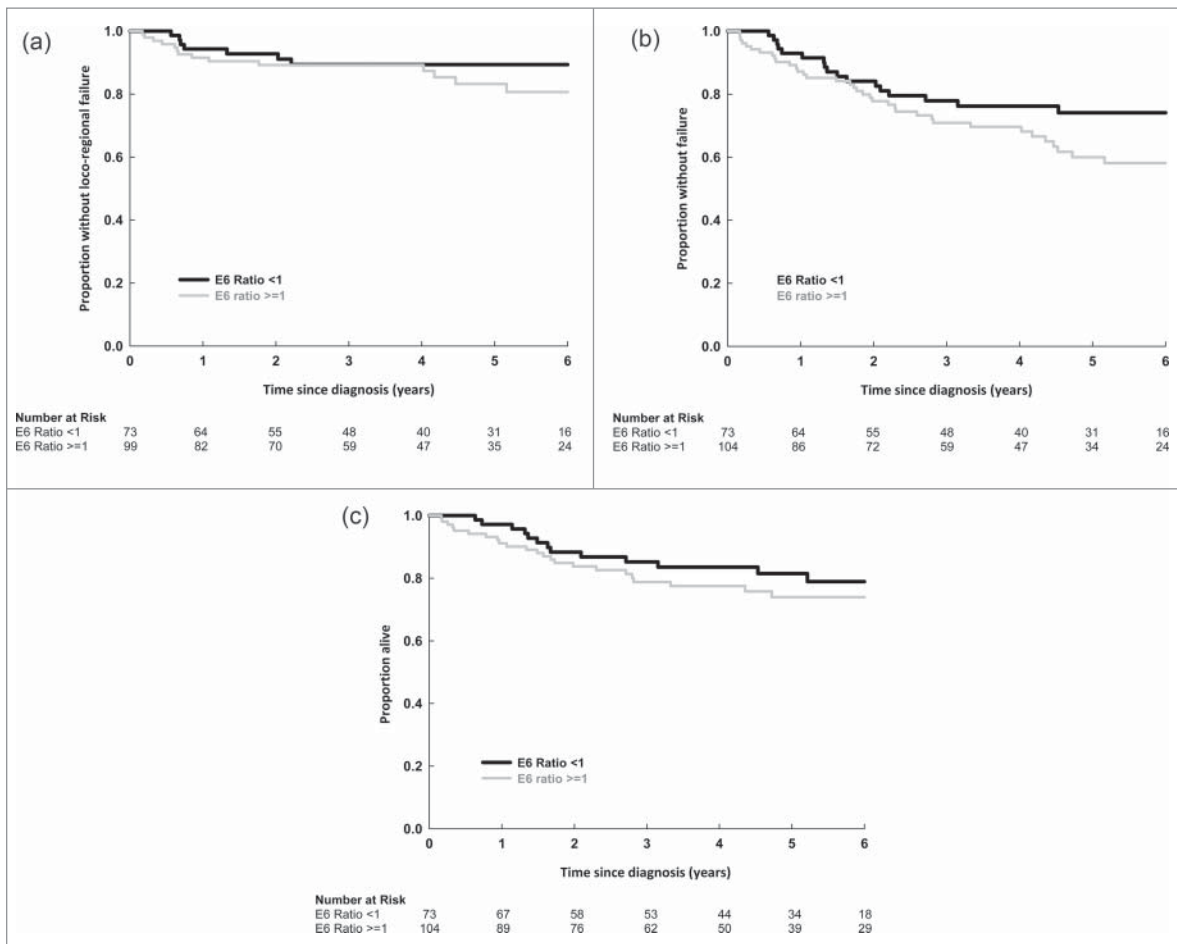 (a)
Proportion without loco-regional failure
1.0
0.8
0.6
0.4
0.2
0.0
E6 Ratio <1
E6 ratio >=1
0 1 2 3 4 5 6
Time since diagnosis (years)
Number at Risk
E6 Ratio <1 73 64 55 48 40 31 16
E6 Ratio >=1 99 82 70 59 47 35 24
(b)
Proportion without failure
1.0
0.8
0.6
0.4
0.2
0.0
E6 Ratio <1
E6 ratio >=1
0 1 2 3 4 5 6
Time since diagnosis (years)
Number at Risk
E6 Ratio <1 73 64 55 48 40 31 16
E6 Ratio >=1 104 86 72 59 47 34 24
(c)
Proportion alive
1.0
0.8
0.6
0.4
0.2
0.0
E6 Ratio <1
E6 ratio >=1
0 1 2 3 4 5 6
Time since diagnosis (years)
Number at Risk
E6 Ratio <1 73 67 58 53 44 34 18
E6 Ratio >=1 104 89 76 62 50 39 29